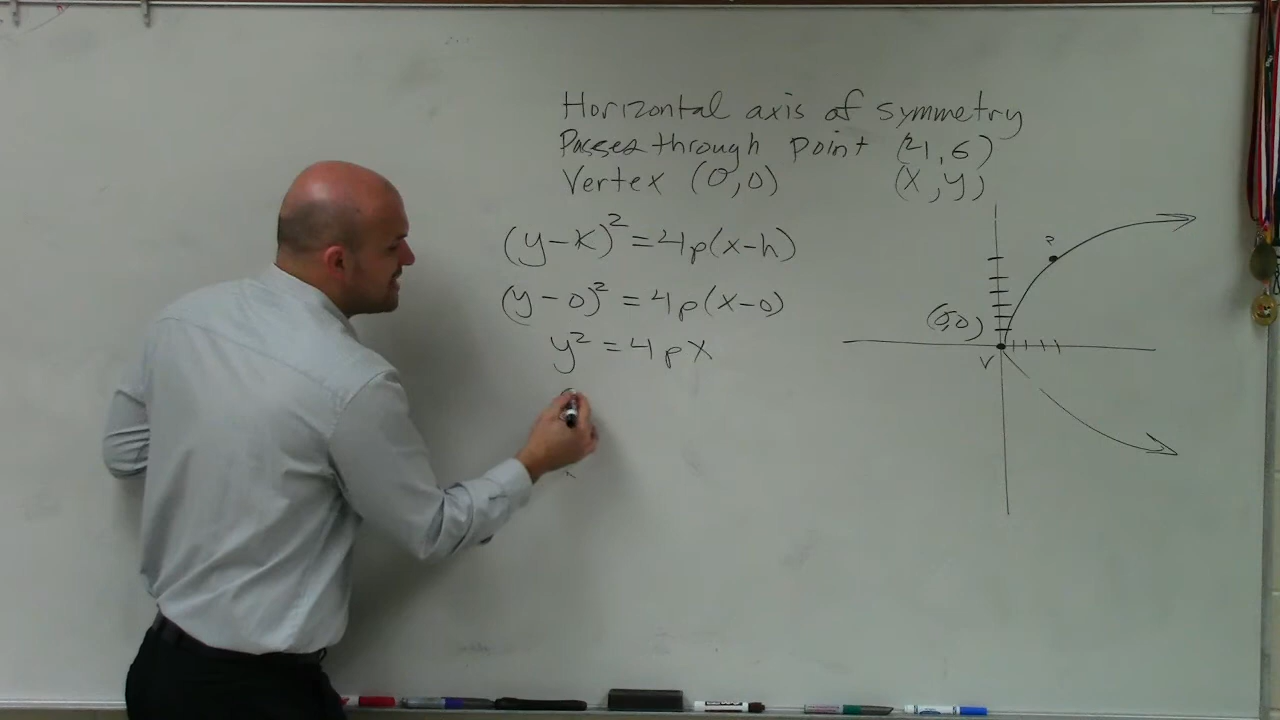 Horizontal axis of symmetry
Passes through point (4,6)
Vertex (0,0) (x,y)
(y-k)²=4p(x-h)
(y-0)²=4p(x-0)
y²=4px
P
(0,0)
V